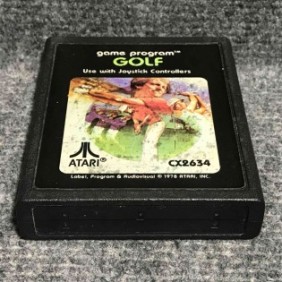 game program™
GOLF
Use with Joystick Controllers
ATARI®
CX2634
Label, Program & Audiovisual © 1978 ATARI, INC.